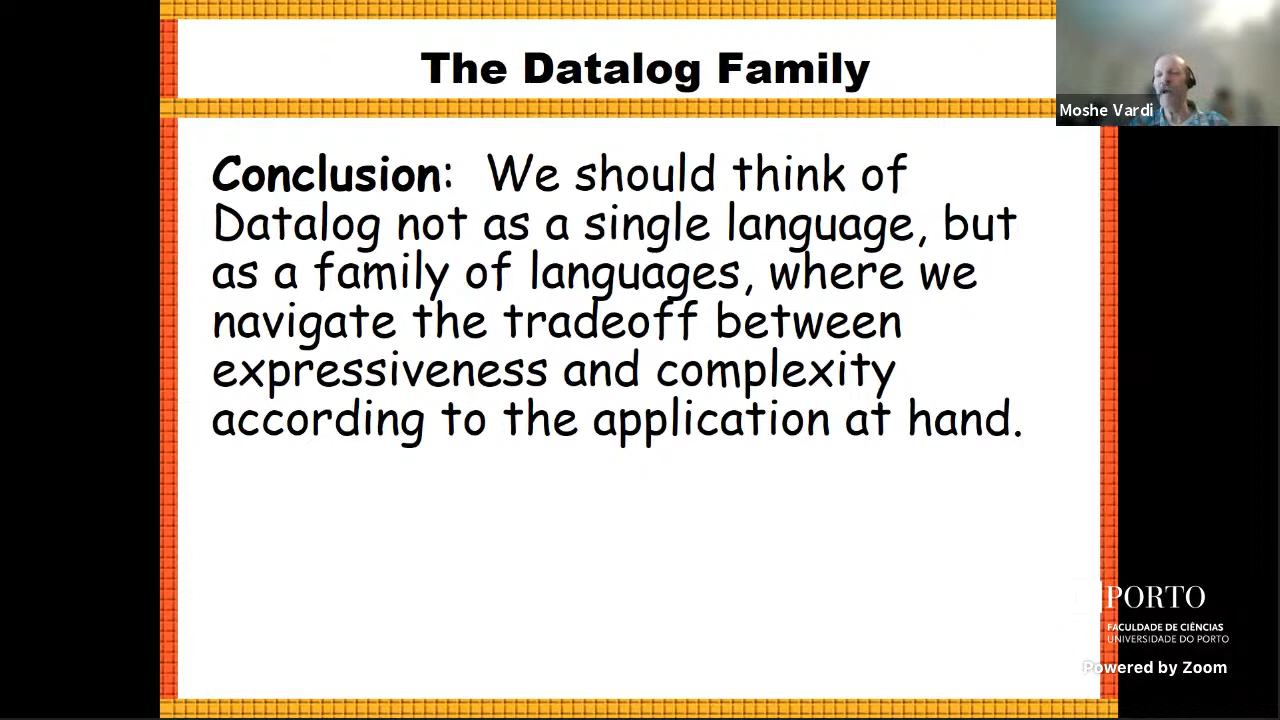 The Datalog Family
Moshe Vardi
Conclusion: We should think of
Datalog not as a single language, but
as a family of languages, where we
navigate the tradeoff between
expressiveness and complexity
according to the application at hand.
PORTO
FACULDADE DE CIÊNCIAS
UNIVERSIDADE DO PORTO
Powered by Zoom